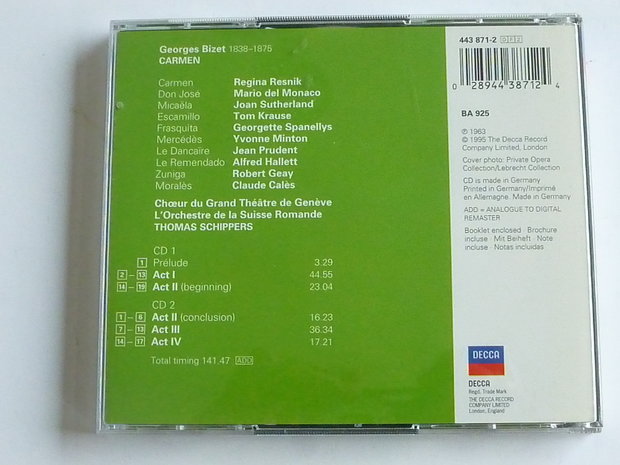 Georges Bizet 1838–1875
CARMEN
Carmen Regina Resnik
Don José Mario del Monaco
Micaëla Joan Sutherland
Escamillo Tom Krause
Frasquita Georgette Spanellys
Mercédès Yvonne Minton
Le Dancaïre Jean Prudent
Le Remendado Alfred Hallett
Zuniga Robert Geay
Moralès Claude Calès
Chœur du Grand Théâtre de Genève
L'Orchestre de la Suisse Romande
THOMAS SCHIPPERS
CD 1
1 Prélude 3.29
2 – 13 Act I 44.55
14 – 19 Act II (beginning) 23.04
CD 2
1 – 6 Act II (conclusion) 16.23
7 – 13 Act III 36.34
14 – 17 Act IV 17.21
Total timing 141.47 ADD
443 871-2 DF2
0 28944 38712 4
BA 925
℗ 1963
© 1995 The Decca Record
Company Limited, London
Cover photo: Private Opera
Collection/Lebrecht Collection
CD is made in Germany
Printed in Germany/Imprimé
en Allemagne. Made in Germany
ADD = ANALOGUE TO DIGITAL
REMASTER
Booklet enclosed · Brochure
incluse · Mit Beiheft · Note
incluse · Notas incluidas
DECCA
DECCA
Regd. Trade Mark
THE DECCA RECORD
COMPANY LIMITED
London, England